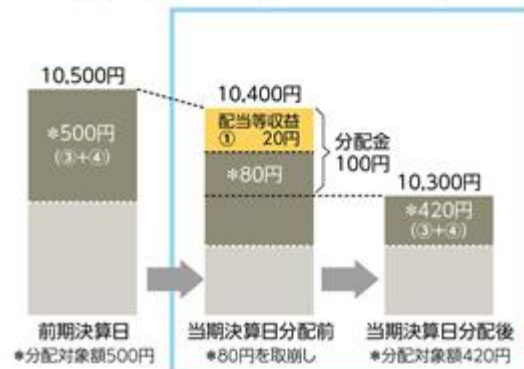 10,500円
*500円
(③+④)
前期決算日
*分配対象額500円
10,400円
配当等収益
① 20円
*80円
分配金
100円
当期決算日分配前
*80円を取崩し
10,300円
*420円
(③+④)
当期決算日分配後
*分配対象額420円